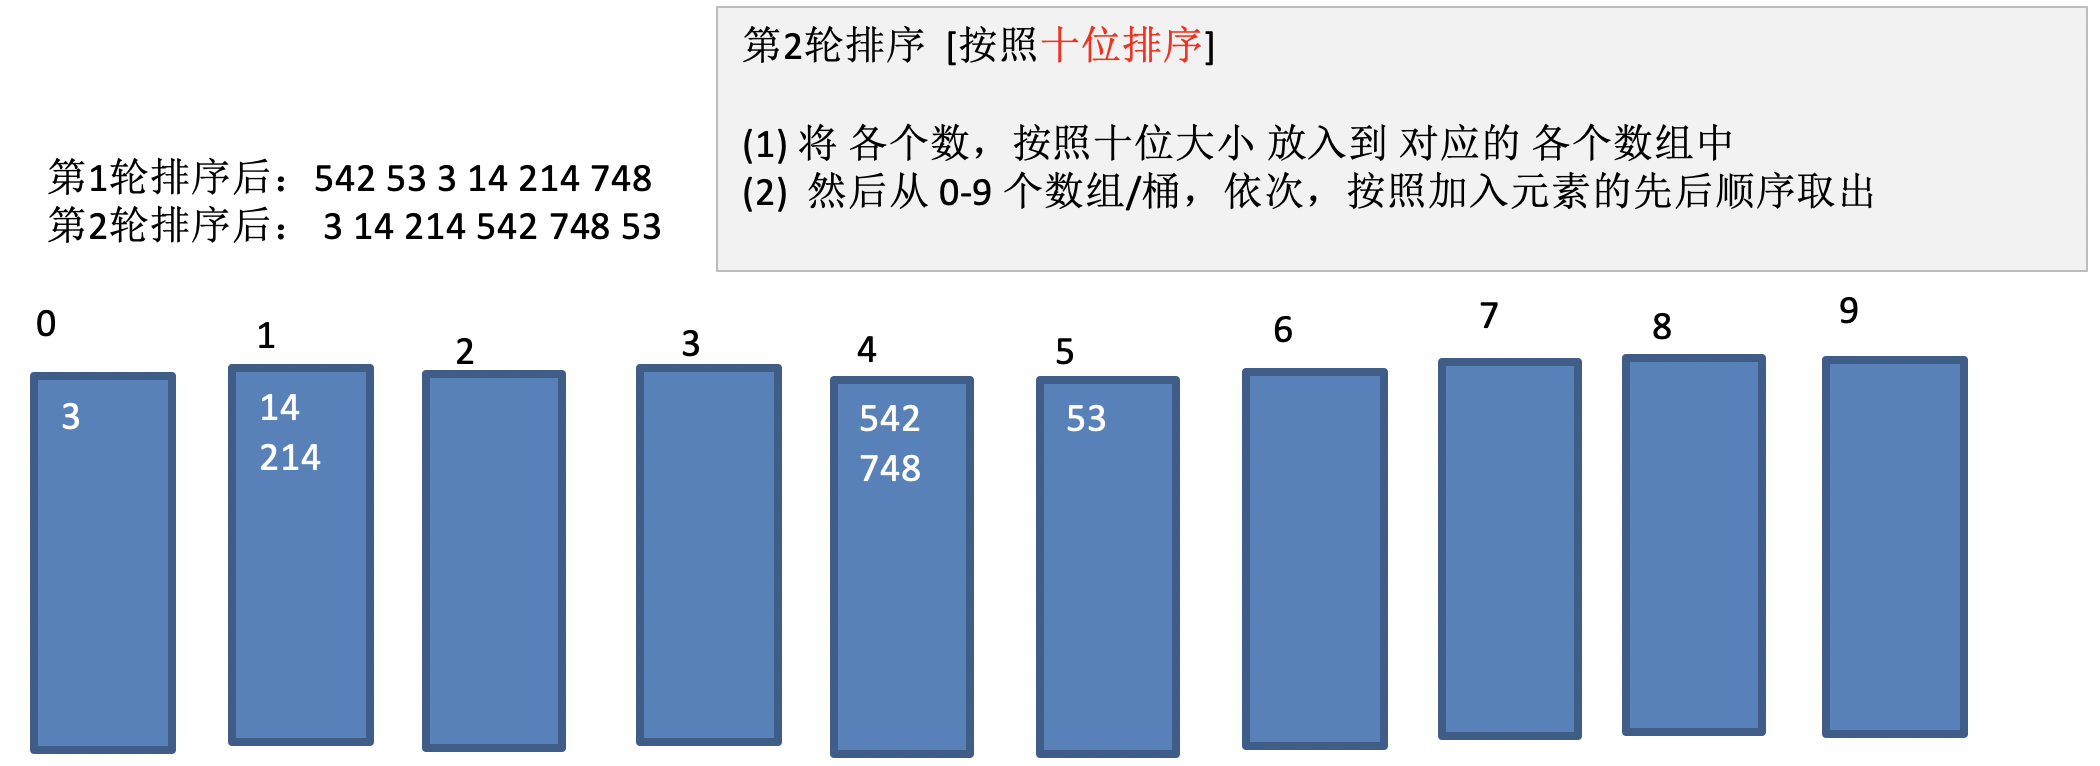 第2轮排序 [按照十位排序]
(1) 将 各个数，按照十位大小 放入到 对应的 各个数组中
(2) 然后从 0-9 个数组/桶，依次，按照加入元素的先后顺序取出
第1轮排序后：542 53 3 14 214 748
第2轮排序后： 3 14 214 542 748 53
0 1 2 3 4 5 6 7 8 9
3
14
214
542
748
53